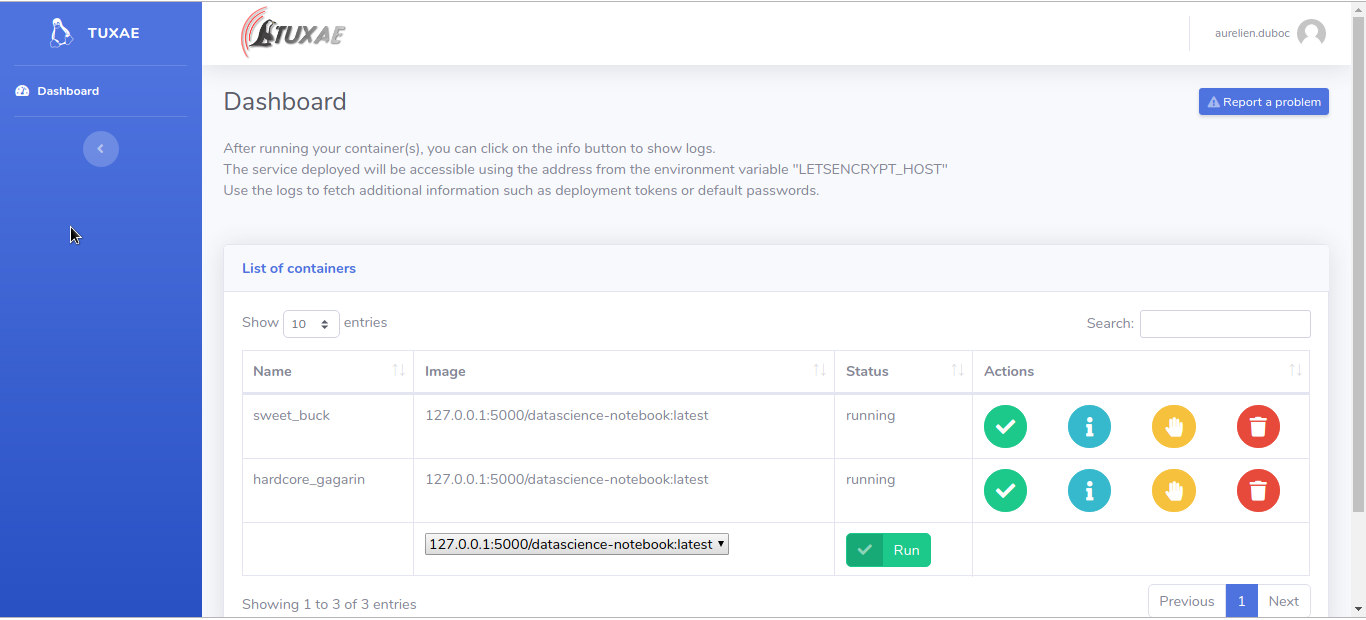 TUXAE
TUXAE
aurelien.duboc
Dashboard
Dashboard
Report a problem
After running your container(s), you can click on the info button to show logs.
The service deployed will be accessible using the address from the environment variable "LETSENCRYPT_HOST"
Use the logs to fetch additional information such as deployment tokens or default passwords.
List of containers
Show 10 entries
Search:
Name Image Status Actions
sweet_buck 127.0.0.1:5000/datascience-notebook:latest running
hardcore_gagarin 127.0.0.1:5000/datascience-notebook:latest running
127.0.0.1:5000/datascience-notebook:latest Run
Showing 1 to 3 of 3 entries
Previous 1 Next